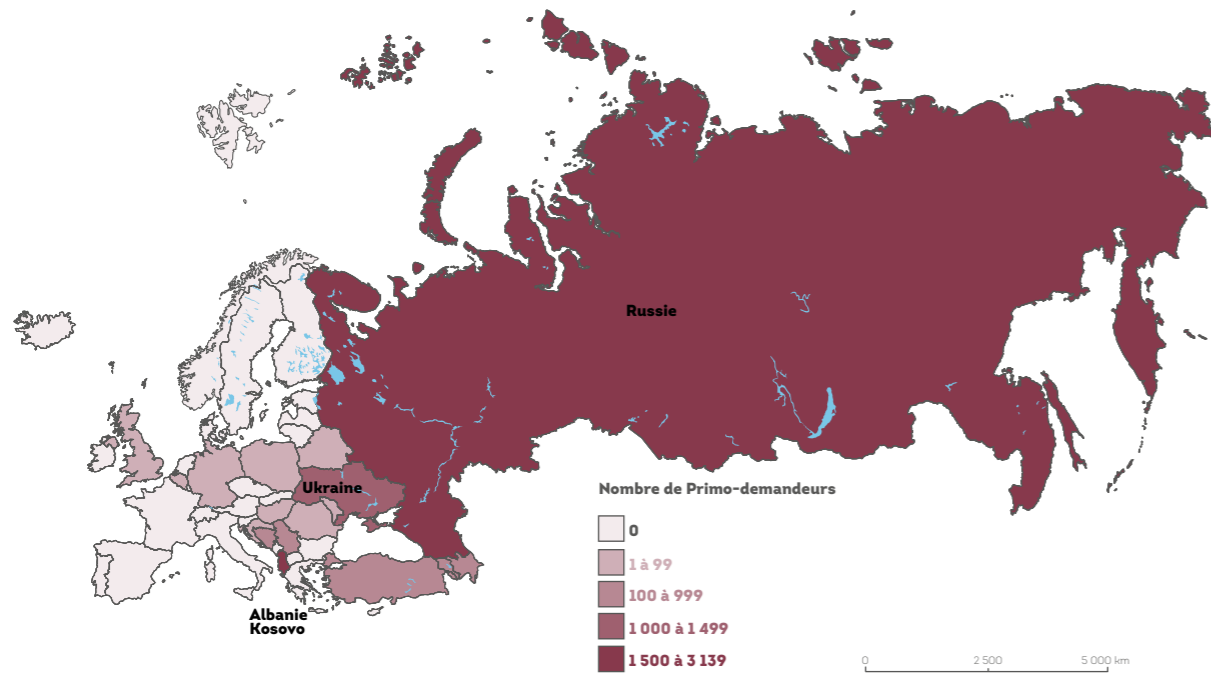 Russie
Ukraine
Albanie
Kosovo
Nombre de Primo-demandeurs
0
1 à 99
100 à 999
1 000 à 1 499
1 500 à 3 139
0 2 500 5 000 km